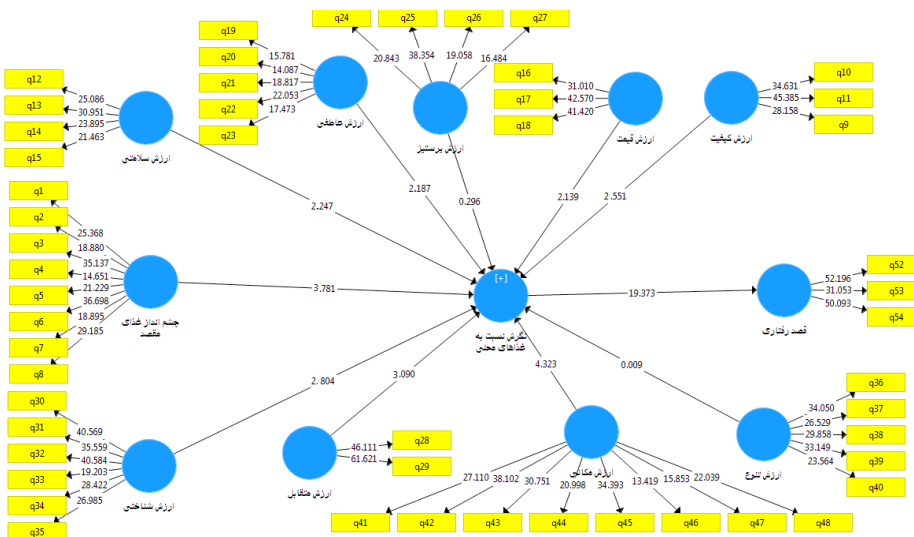 q24
q25
q26
q27
20.843
38.354
19.058
16.484
ارزش پرستیژ
q19
q20
q21
q22
q23
15.781
14.087
18.817
22.053
17.473
ارزش عاطفی
q16
q17
q18
31.010
42.570
41.420
ارزش قیمت
q10
q11
q9
34.631
45.385
28.158
ارزش کیفیت
q12
q13
q14
q15
25.086
30.951
23.895
21.463
ارزش سلامتی
2.247
2.187
0.296
2.139
2.551
q1
q2
q3
q4
q5
q6
q7
q8
25.368
18.880
35.137
14.651
21.229
36.698
18.895
29.185
چشم انداز غذای
مقصد
3.781
[+]
نگرش نسبت به
غذاهای محلی
19.373
q52
q53
q54
52.196
31.053
50.093
قصد رفتاری
2.804
3.090
4.323
0.009
q30
q31
q32
q33
q34
q35
40.569
35.559
40.584
19.203
28.422
26.985
ارزش شناختی
q28
q29
46.111
61.621
ارزش متقابل
ارزش مکانی
27.110
38.102
30.751
20.998
34.393
13.419
15.853
22.039
q41
q42
q43
q44
q45
q46
q47
q48
q36
q37
q38
q39
q40
34.050
26.529
29.858
33.149
23.564
ارزش تنوع